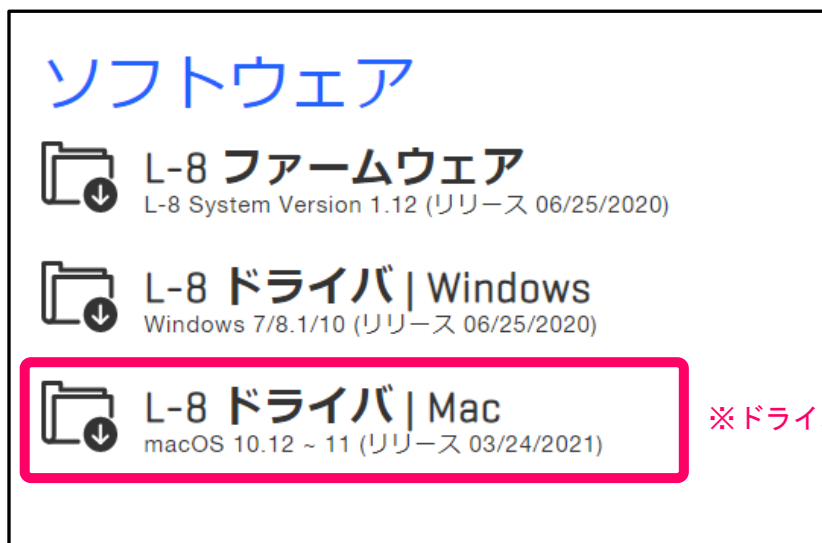 ソフトウェア
L-8 ファームウェア
L-8 System Version 1.12 (リリース 06/25/2020)
L-8 ドライバ | Windows
Windows 7/8.1/10 (リリース 06/25/2020)
L-8 ドライバ | Mac
macOS 10.12 ~ 11 (リリース 03/24/2021)
※ドライ